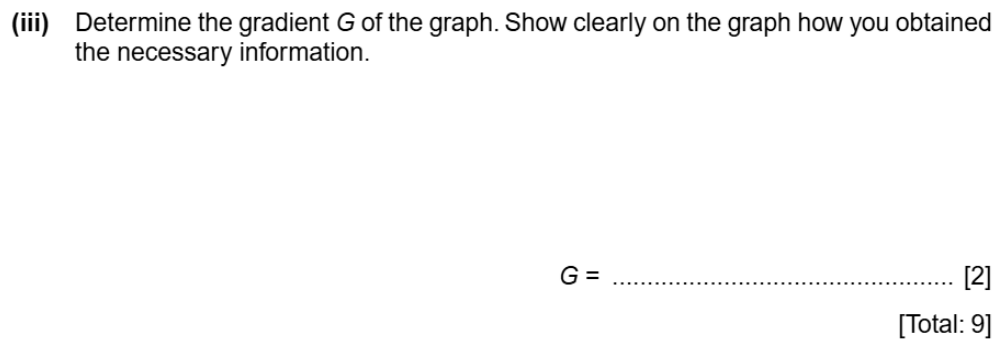 (iii) Determine the gradient G of the graph. Show clearly on the graph how you obtained
the necessary information.
G = ................................................. [2]
[Total: 9]